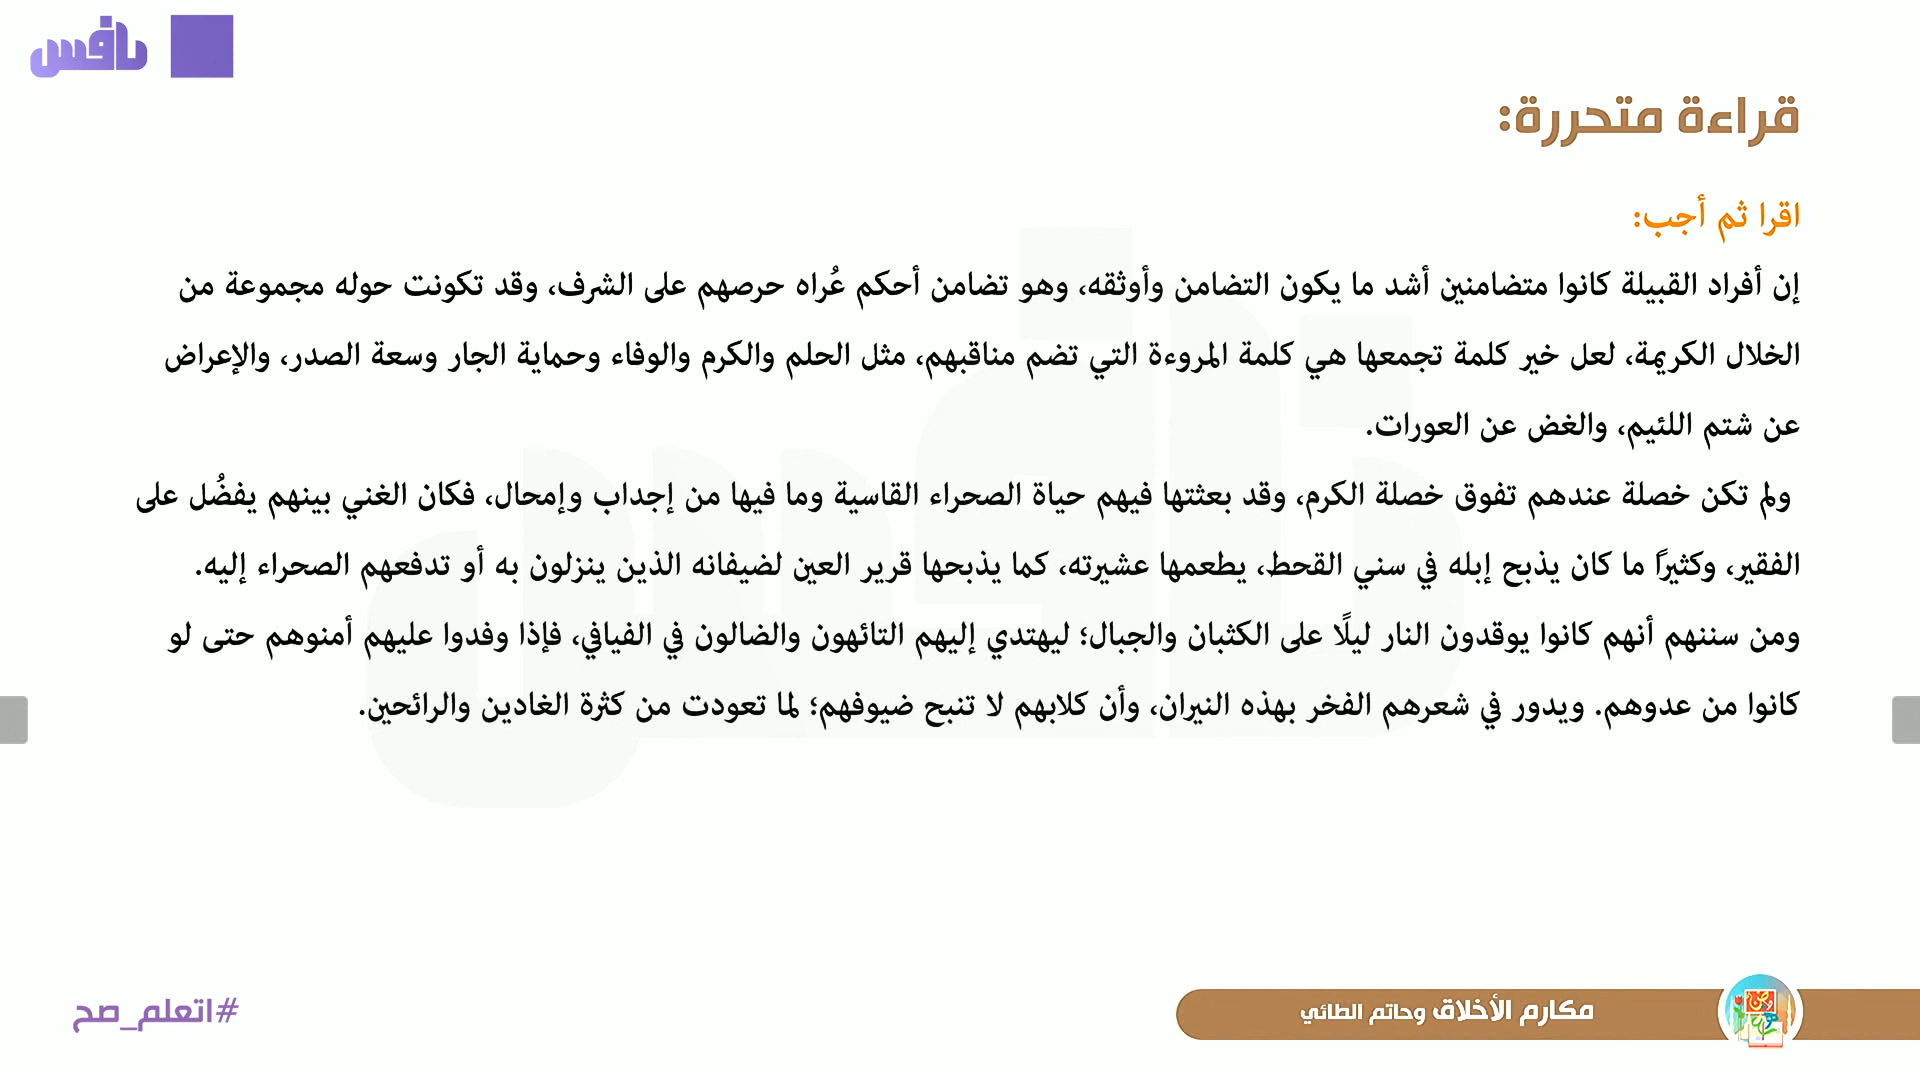 نافس
قراءة متحررة:
اقرا ثم أجب:
إن أفراد القبيلة كانوا متضامنين أشد ما يكون التضامن وأوثقه، وهو تضامن أحكم عُراه حرصهم على الشرف، وقد تكونت حوله مجموعة من
الخلال الكريمة، لعل خير كلمة تجمعها هي كلمة المروءة التي تضم مناقبهم، مثل الحلم والكرم والوفاء وحماية الجار وسعة الصدر، والإعراض
عن شتم اللئيم، والغض عن العورات.
ولم تكن خصلة عندهم تفوق خصلة الكرم، وقد بعثتها فيهم حياة الصحراء القاسية وما فيها من إجداب وإمحال، فكان الغني بينهم يفضُل على
الفقير، وكثيرًا ما كان يذبح إبله في سني القحط، يطعمها عشيرته، كما يذبحها قرير العين لضيفانه الذين ينزلون به أو تدفعهم الصحراء إليه.
ومن سننهم أنهم كانوا يوقدون النار ليلًا على الكثبان والجبال؛ ليهتدي إليهم التائهون والضالون في الفيافي، فإذا وفدوا عليهم أمنوهم حتى لو
كانوا من عدوهم. ويدور في شعرهم الفخر بهذه النيران، وأن كلابهم لا تنبح ضيوفهم؛ لما تعودت من كثرة الغادين والرائحين.
مكارم الأخلاق وحاتم الطائي
#اتعلم_صح